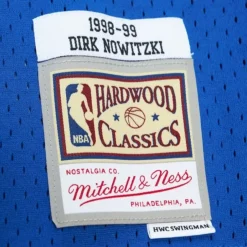 1998-99
DIRK NOWITZKI
HARDWOOD
NBA
CLASSICS
NOSTALGIA CO.
Mitchell & Ness
PHILADELPHIA, PA.
HWC SWINGMAN